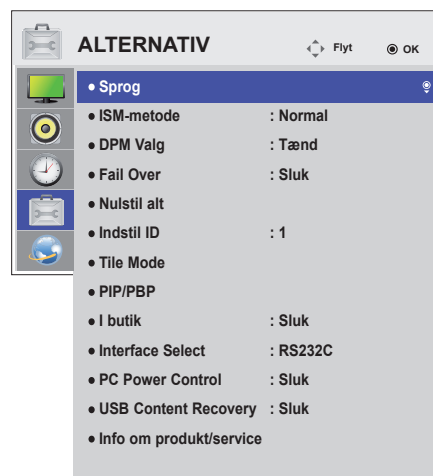 ALTERNATIV Flyt OK
• Sprog
• ISM-metode : Normal
• DPM Valg : Tænd
• Fail Over : Sluk
• Nulstil alt
• Indstil ID : 1
• Tile Mode
• PIP/PBP
• I butik : Sluk
• Interface Select : RS232C
• PC Power Control : Sluk
• USB Content Recovery : Sluk
• Info om produkt/service